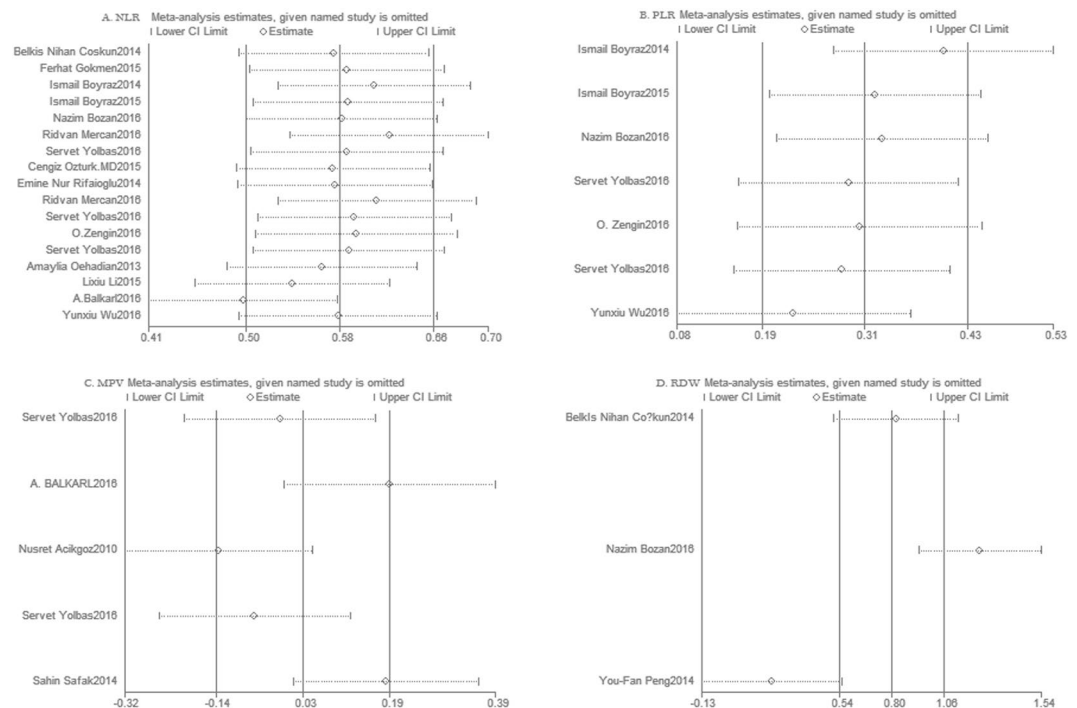 A. NLR Meta-analysis estimates, given named study is omitted
Lower CI Limit Estimate Upper CI Limit
Belkis Nihan Coskun2014
Ferhat Gokmen2015
Ismail Boyraz2014
Ismail Boyraz2015
Nazim Bozan2016
Ridvan Mercan2016
Servet Yolbas2016
Cengiz Ozturk.MD2015
Emine Nur Rifaioglu2014
Ridvan Mercan2016
Servet Yolbas2016
O.Zengin2016
Servet Yolbas2016
Amaylia Oehadian2013
Lixiu Li2015
A.Balkarl2016
Yunxiu Wu2016
0.41 0.50 0.58 0.66 0.70
B. PLR Meta-analysis estimates, given named study is omitted
Lower CI Limit Estimate Upper CI Limit
Ismail Boyraz2014
Ismail Boyraz2015
Nazim Bozan2016
Servet Yolbas2016
O. Zengin2016
Servet Yolbas2016
Yunxiu Wu2016
0.08 0.19 0.31 0.43 0.53
C. MPV Meta-analysis estimates, given named study is omitted
Lower CI Limit Estimate Upper CI Limit
Servet Yolbas2016
A. BALKARL2016
Nusret Acikgoz2010
Servet Yolbas2016
Sahin Safak2014
-0.32 -0.14 0.03 0.19 0.39
D. RDW Meta-analysis estimates, given named study is omitted
Lower CI Limit Estimate Upper CI Limit
BelkIs Nihan Co?kun2014
Nazim Bozan2016
You-Fan Peng2014
-0.13 0.54 0.80 1.06 1.54